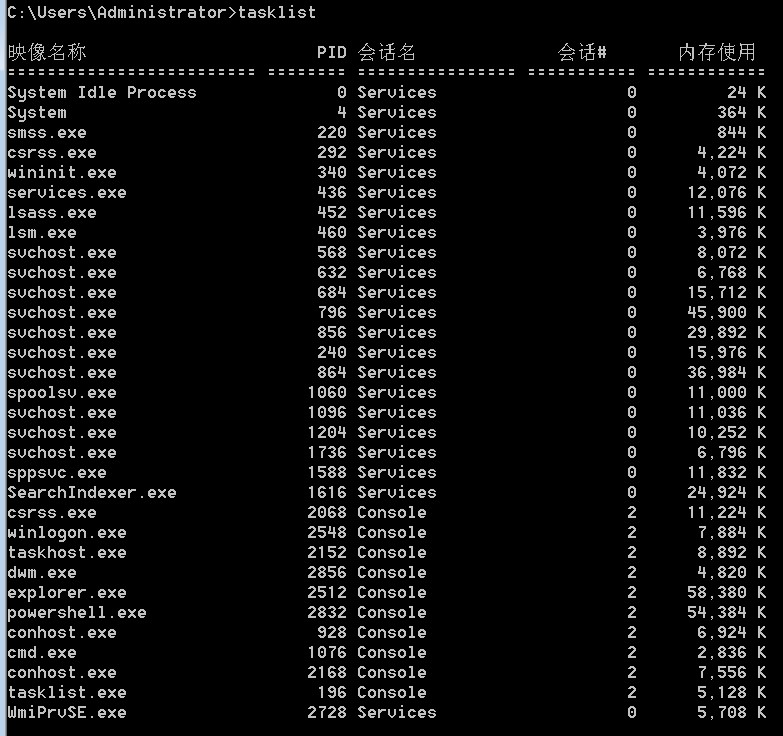 C:\Users\Administrator>tasklist
映像名称                       PID 会话名              会话#       内存使用
========================= ======== ================ =========== ============
System Idle Process              0 Services                   0         24 K
System                           4 Services                   0        364 K
smss.exe                       220 Services                   0        844 K
csrss.exe                      292 Services                   0      4,224 K
wininit.exe                    340 Services                   0      4,072 K
services.exe                   436 Services                   0     12,076 K
lsass.exe                      452 Services                   0     11,596 K
lsm.exe                        460 Services                   0      3,976 K
svchost.exe                    568 Services                   0      8,072 K
svchost.exe                    632 Services                   0      6,768 K
svchost.exe                    684 Services                   0     15,712 K
svchost.exe                    796 Services                   0     45,900 K
svchost.exe                    856 Services                   0     29,892 K
svchost.exe                    240 Services                   0     15,976 K
svchost.exe                    864 Services                   0     36,984 K
spoolsv.exe                   1060 Services                   0     11,000 K
svchost.exe                   1096 Services                   0     11,036 K
svchost.exe                   1204 Services                   0     10,252 K
svchost.exe                   1736 Services                   0      6,796 K
sppsvc.exe                    1588 Services                   0     11,832 K
SearchIndexer.exe             1616 Services                   0     24,924 K
csrss.exe                     2068 Console                    2     11,224 K
winlogon.exe                  2548 Console                    2      7,884 K
taskhost.exe                  2152 Console                    2      8,892 K
dwm.exe                       2856 Console                    2      4,820 K
explorer.exe                  2512 Console                    2     58,380 K
powershell.exe                2832 Console                    2     54,384 K
conhost.exe                    928 Console                    2      6,924 K
cmd.exe                       1076 Console                    2      2,836 K
conhost.exe                   2168 Console                    2      7,556 K
tasklist.exe                   196 Console                    2      5,128 K
WmiPrvSE.exe                  2728 Services                   0      5,708 K